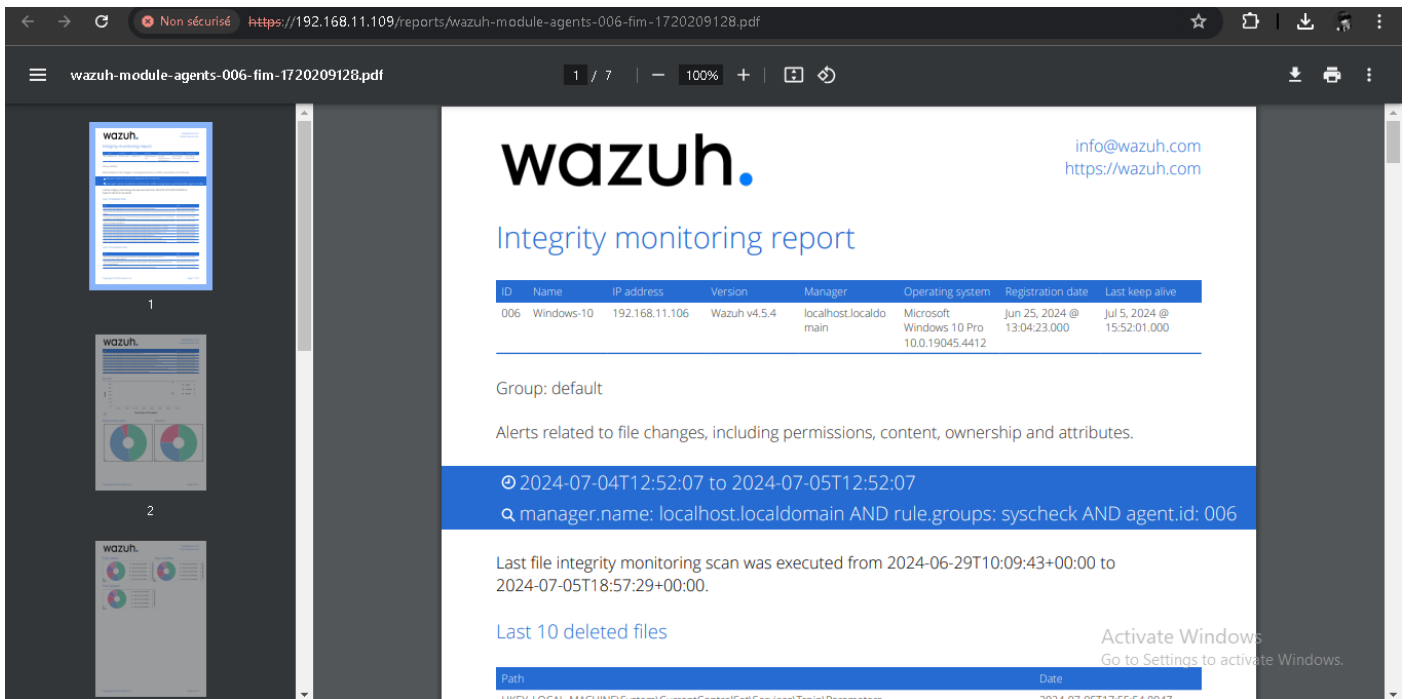 Non sécurisé https://192.168.11.109/reports/wazuh-module-agents-006-fim-1720209128.pdf
wazuh-module-agents-006-fim-1720209128.pdf 1 / 7 100%
wazuh.
Integrity monitoring report
1
wazuh.
2
wazuh.
wazuh.
info@wazuh.com
https://wazuh.com
Integrity monitoring report
ID Name IP address Version Manager Operating system Registration date Last keep alive
006 Windows-10 192.168.11.106 Wazuh v4.5.4 localhost.localdo Microsoft Jun 25, 2024 @ Jul 5, 2024 @
main Windows 10 Pro 13:04:23.000 15:52:01.000
10.0.19045.4412
Group: default
Alerts related to file changes, including permissions, content, ownership and attributes.
2024-07-04T12:52:07 to 2024-07-05T12:52:07
manager.name: localhost.localdomain AND rule.groups: syscheck AND agent.id: 006
Last file integrity monitoring scan was executed from 2024-06-29T10:09:43+00:00 to
2024-07-05T18:57:29+00:00.
Last 10 deleted files
Activate Windows
Go to Settings to activate Windows.
Path Date